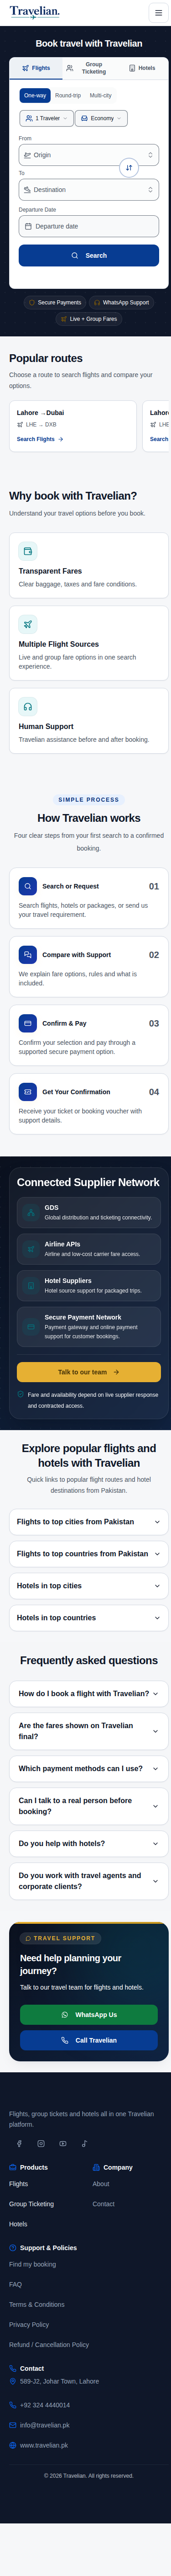 Travelian.
Book travel with Travelian
Flights
Group
Ticketing
Hotels
One-way Round-trip Multi-city
1 Traveler Economy
From
Origin
To
Destination
Departure Date
Departure date
Search
Secure Payments WhatsApp Support
Live + Group Fares
Popular routes
Choose a route to search flights and compare your
options.
Lahore → Dubai
LHE → DXB
Search Flights →
Lahore
LHE
Search
Why book with Travelian?
Understand your travel options before you book.
Transparent Fares
Clear baggage, taxes and fare conditions.
Multiple Flight Sources
Live and group fare options in one search
experience.
Human Support
Travelian assistance before and after booking.
SIMPLE PROCESS
How Travelian works
Four clear steps from your first search to a confirmed
booking.
Search or Request 01
Search flights, hotels or packages, or send us
your travel requirement.
Compare with Support 02
We explain fare options, rules and what is
included.
Confirm & Pay 03
Confirm your selection and pay through a
supported secure payment option.
Get Your Confirmation 04
Receive your ticket or booking voucher with
support details.
Connected Supplier Network
GDS
Global distribution and ticketing connectivity.
Airline APIs
Airline and low-cost carrier fare access.
Hotel Suppliers
Hotel source support for packaged trips.
Secure Payment Network
Payment gateway and online payment
support for customer bookings.
Talk to our team →
Fare and availability depend on live supplier response
and contracted access.
Explore popular flights and
hotels with Travelian
Quick links to popular flight routes and hotel
destinations from Pakistan.
Flights to top cities from Pakistan
Flights to top countries from Pakistan
Hotels in top cities
Hotels in top countries
Frequently asked questions
How do I book a flight with Travelian?
Are the fares shown on Travelian
final?
Which payment methods can I use?
Can I talk to a real person before
booking?
Do you help with hotels?
Do you work with travel agents and
corporate clients?
TRAVEL SUPPORT
Need help planning your
journey?
Talk to our travel team for flights and hotels.
WhatsApp Us
Call Travelian
Flights, group tickets and hotels all in one Travelian
platform.
Products
Flights
Group Ticketing
Hotels
Company
About
Contact
Support & Policies
Find my booking
FAQ
Terms & Conditions
Privacy Policy
Refund / Cancellation Policy
Contact
589-J2, Johar Town, Lahore
+92 324 4440014
info@travelian.pk
www.travelian.pk
© 2026 Travelian. All rights reserved.